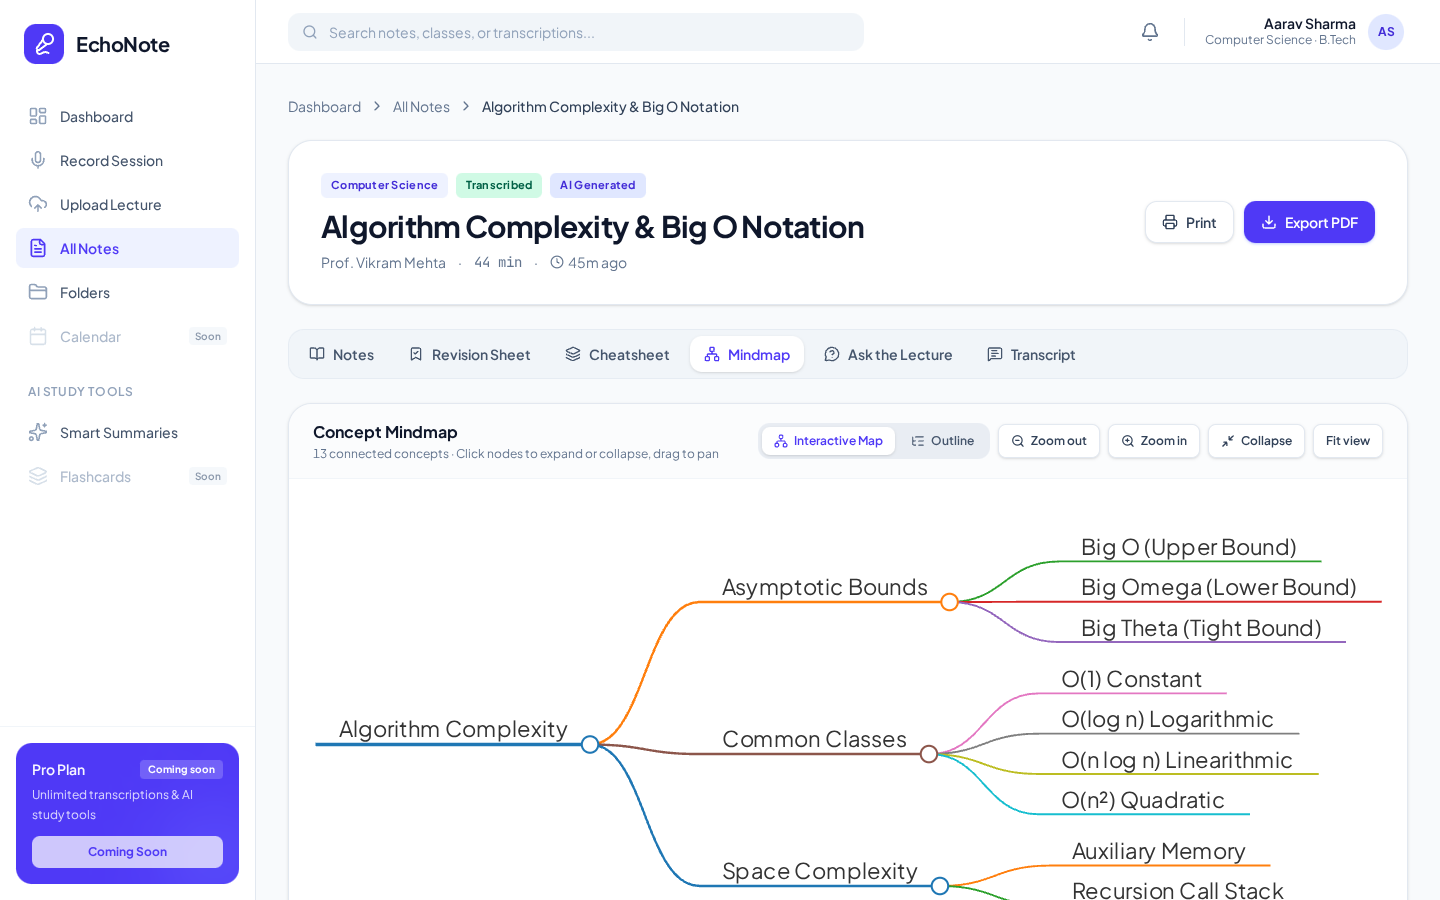 EchoNote
Search notes, classes, or transcriptions...
Aarav Sharma
Computer Science · B.Tech
AS
Dashboard
Record Session
Upload Lecture
All Notes
Folders
Calendar
Soon
AI STUDY TOOLS
Smart Summaries
Flashcards
Soon
Pro Plan
Coming soon
Unlimited transcriptions & AI
study tools
Coming Soon
Dashboard > All Notes > Algorithm Complexity & Big O Notation
Computer Science
Transcribed
AI Generated
Algorithm Complexity & Big O Notation
Prof. Vikram Mehta · 44 min · 45m ago
Print
Export PDF
Notes
Revision Sheet
Cheatsheet
Mindmap
Ask the Lecture
Transcript
Concept Mindmap
13 connected concepts · Click nodes to expand or collapse, drag to pan
Interactive Map
Outline
Zoom out
Zoom in
Collapse
Fit view
Algorithm Complexity
Asymptotic Bounds
Big O (Upper Bound)
Big Omega (Lower Bound)
Big Theta (Tight Bound)
Common Classes
O(1) Constant
O(log n) Logarithmic
O(n log n) Linearithmic
O(n²) Quadratic
Space Complexity
Auxiliary Memory
Recursion Call Stack